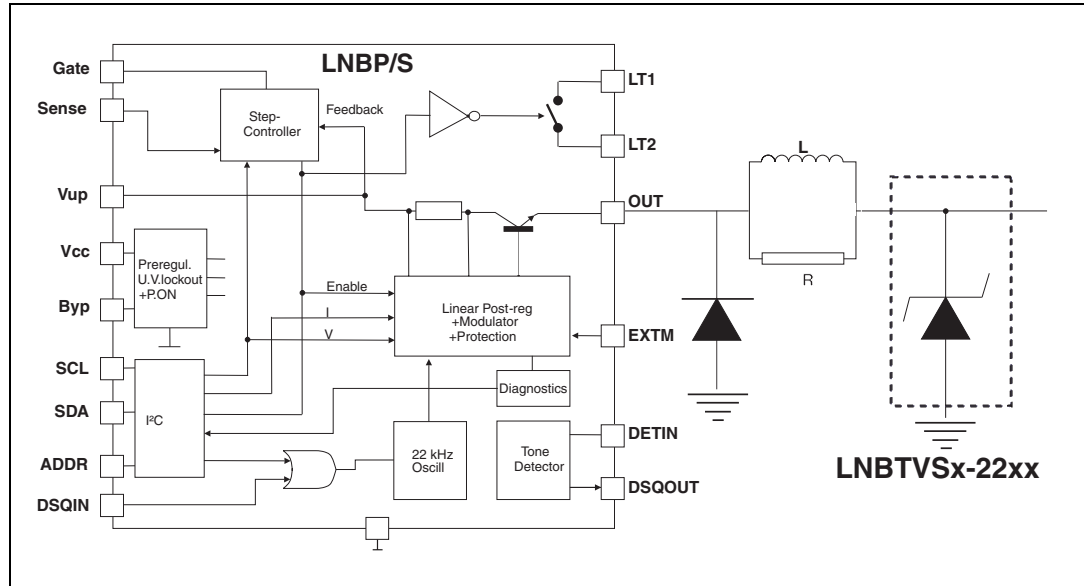 LNBP/S
Gate
Sense
Vup
Vcc
Byp
SCL
SDA
ADDR
DSQIN
Step-
Controller
Feedback
Preregul.
U.V.lockout
+P.ON
Enable
I
V
Linear Post-reg
+Modulator
+Protection
Diagnostics
I²C
22 kHz
Oscill
Tone
Detector
LT1
LT2
OUT
EXTM
DETIN
DSQOUT
L
R
LNBTVSx-22xx